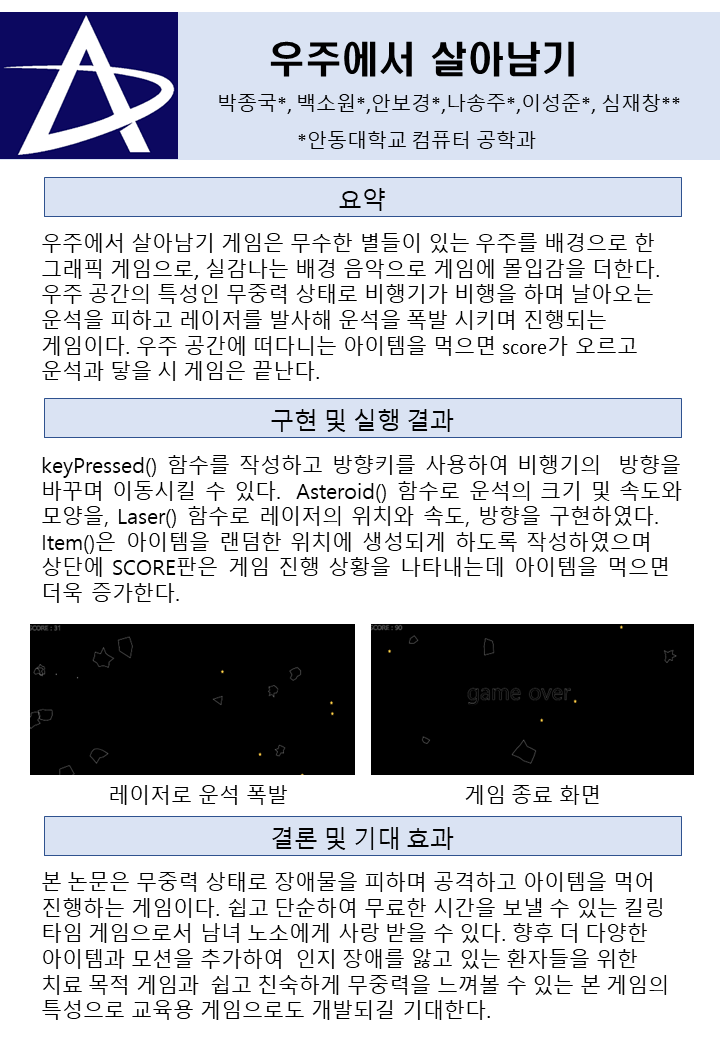 우주에서 살아남기
박종국*, 백소원*,안보경*,나송주*,이성준*, 심재창**
*안동대학교 컴퓨터 공학과
요약
우주에서 살아남기 게임은 무수한 별들이 있는 우주를 배경으로 한
그래픽 게임으로, 실감나는 배경 음악으로 게임에 몰입감을 더한다.
우주 공간의 특성인 무중력 상태로 비행기가 비행을 하며 날아오는
운석을 피하고 레이저를 발사해 운석을 폭발 시키며 진행되는
게임이다. 우주 공간에 떠다니는 아이템을 먹으면 score가 오르고
운석과 닿을 시 게임은 끝난다.
구현 및 실행 결과
keyPressed() 함수를 작성하고 방향키를 사용하여 비행기의 방향을
바꾸며 이동시킬 수 있다. Asteroid() 함수로 운석의 크기 및 속도와
모양을, Laser() 함수로 레이저의 위치와 속도, 방향을 구현하였다.
Item()은 아이템을 랜덤한 위치에 생성되게 하도록 작성하였으며
상단에 SCORE판은 게임 진행 상황을 나타내는데 아이템을 먹으면
더욱 증가한다.
SCORE : 31
SCORE : 90
game over
레이저로 운석 폭발
게임 종료 화면
결론 및 기대 효과
본 논문은 무중력 상태로 장애물을 피하며 공격하고 아이템을 먹어
진행하는 게임이다. 쉽고 단순하여 무료한 시간을 보낼 수 있는 킬링
타임 게임으로서 남녀 노소에게 사랑 받을 수 있다. 향후 더 다양한
아이템과 모션을 추가하여 인지 장애를 앓고 있는 환자들을 위한
치료 목적 게임과 쉽고 친숙하게 무중력을 느껴볼 수 있는 본 게임의
특성으로 교육용 게임으로도 개발되길 기대한다.